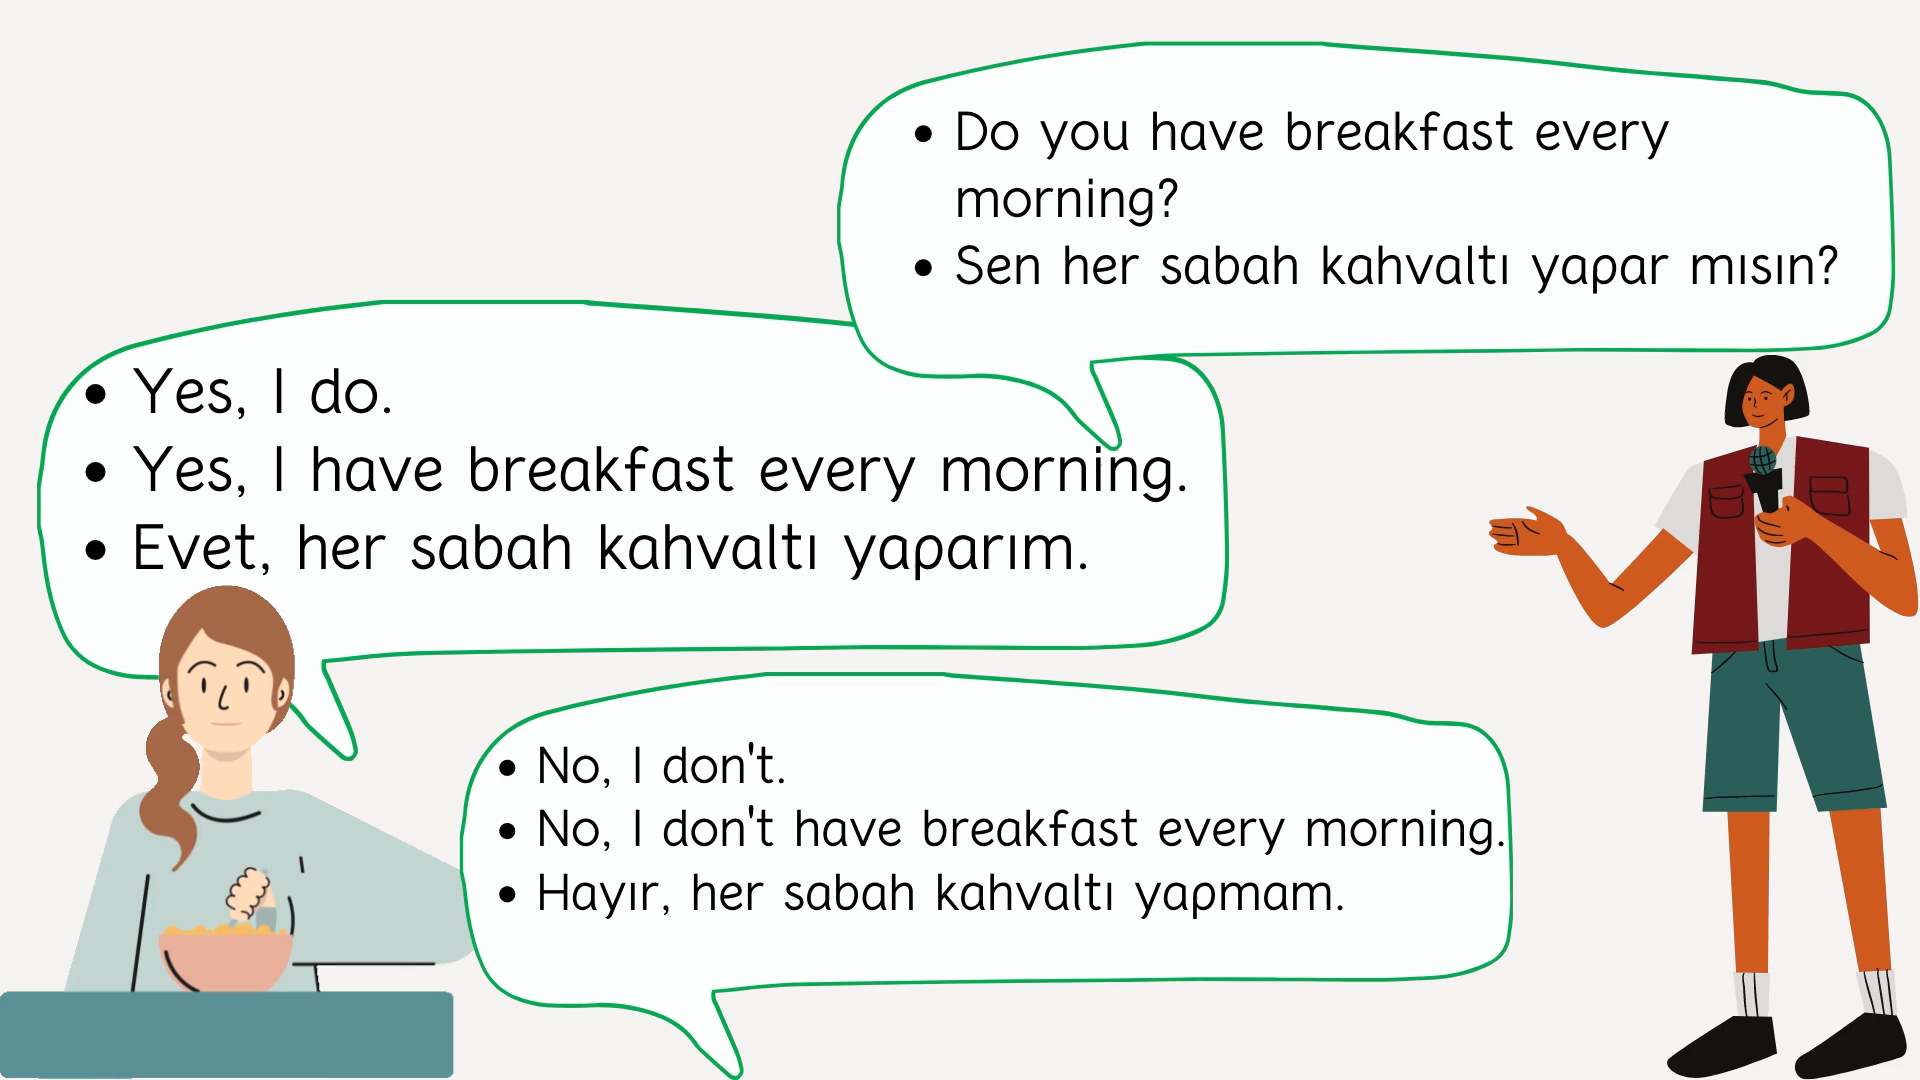 Do you have breakfast every
morning?
Sen her sabah kahvaltı yapar mısın?
Yes, I do.
Yes, I have breakfast every morning.
Evet, her sabah kahvaltı yaparım.
No, I don't.
No, I don't have breakfast every morning.
Hayır, her sabah kahvaltı yapmam.